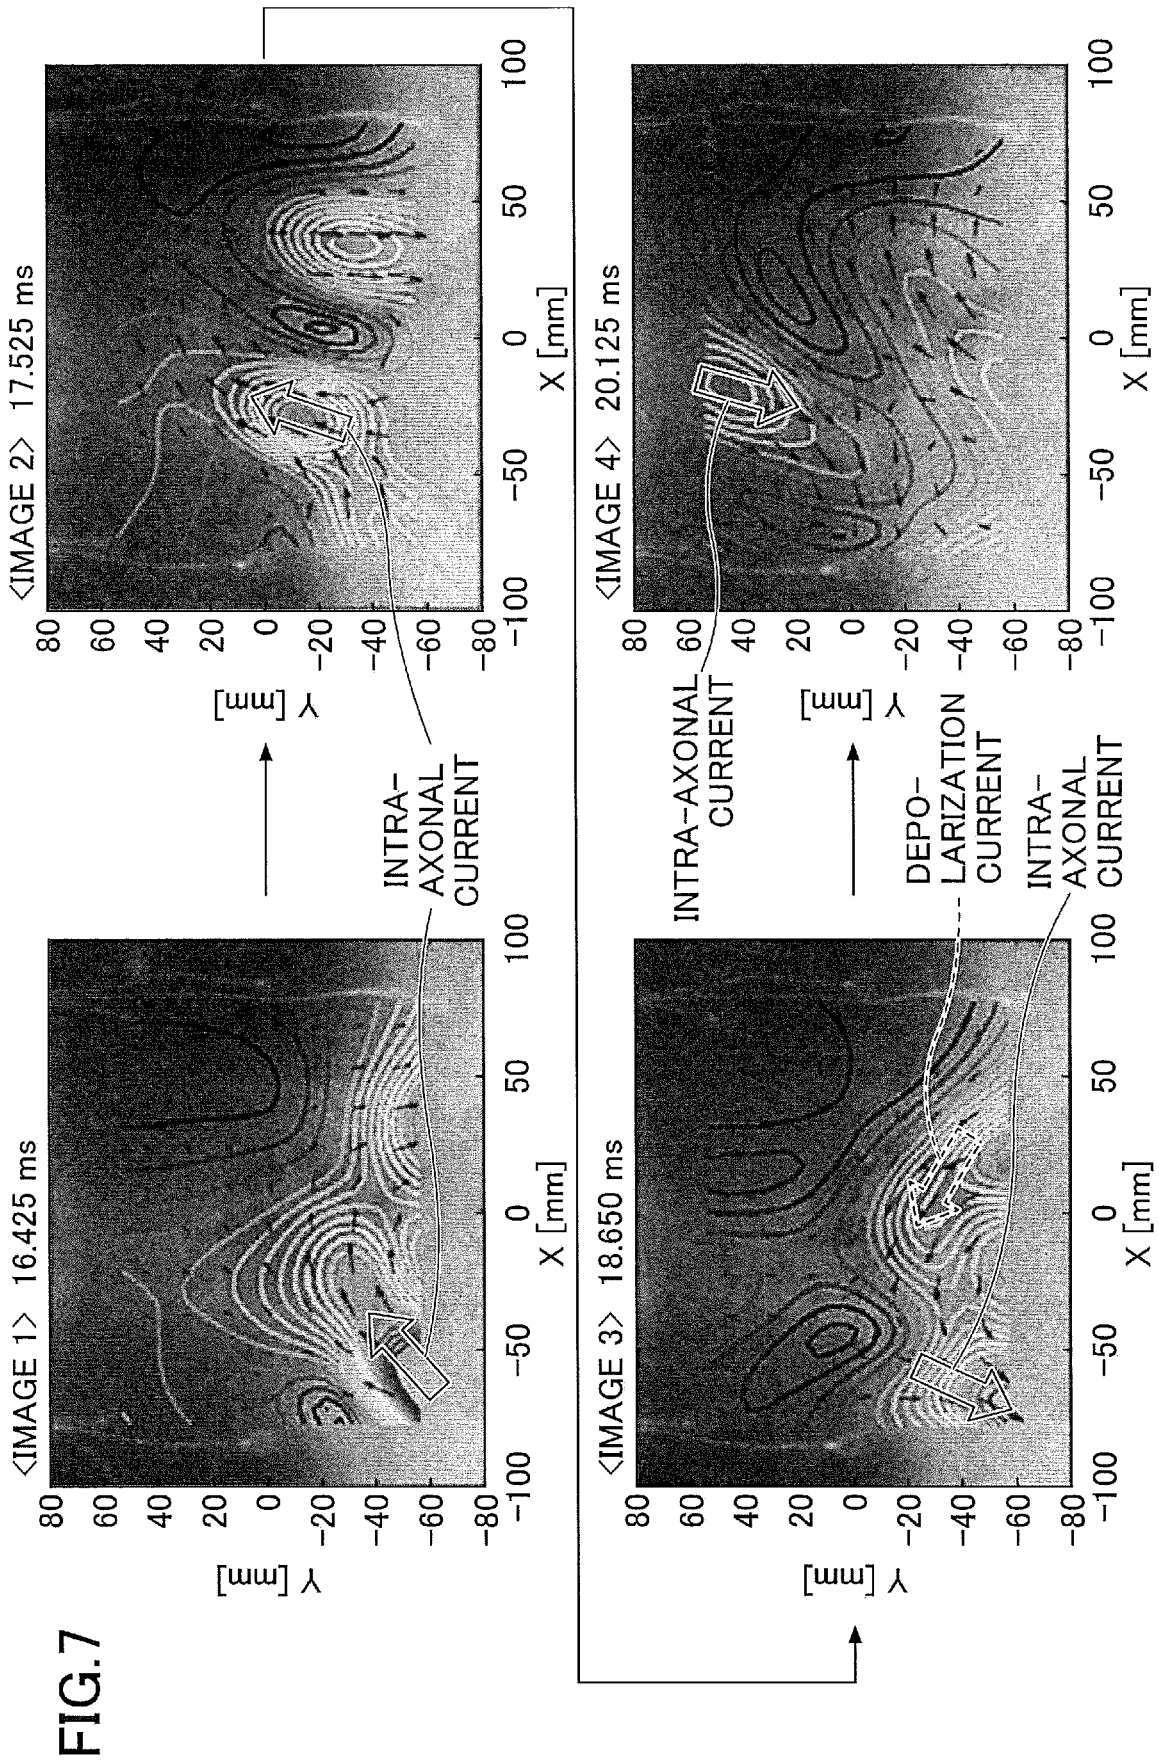 FIG.7
<IMAGE 1> 16.425 ms
80
60
40
20
0
-20
-40
-60
-80
Y [mm]
-100
-50
0
50
100
X [mm]
INTRA-
AXONAL
CURRENT
<IMAGE 2> 17.525 ms
80
60
40
20
0
-20
-40
-60
-80
Y [mm]
-100
-50
0
50
100
X [mm]
<IMAGE 3> 18.650 ms
80
60
40
20
0
-20
-40
-60
-80
Y [mm]
-100
-50
0
50
100
X [mm]
INTRA-AXONAL
CURRENT
DEPO-
LARIZATION
CURRENT
INTRA-
AXONAL
CURRENT
<IMAGE 4> 20.125 ms
80
60
40
20
0
-20
-40
-60
-80
Y [mm]
-100
-50
0
50
100
X [mm]